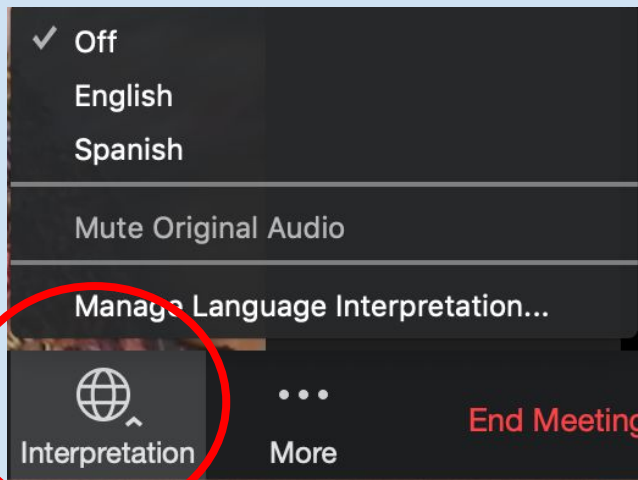 Off
English
Spanish
Mute Original Audio
Manage Language Interpretation...
Interpretation
More
End Meeting